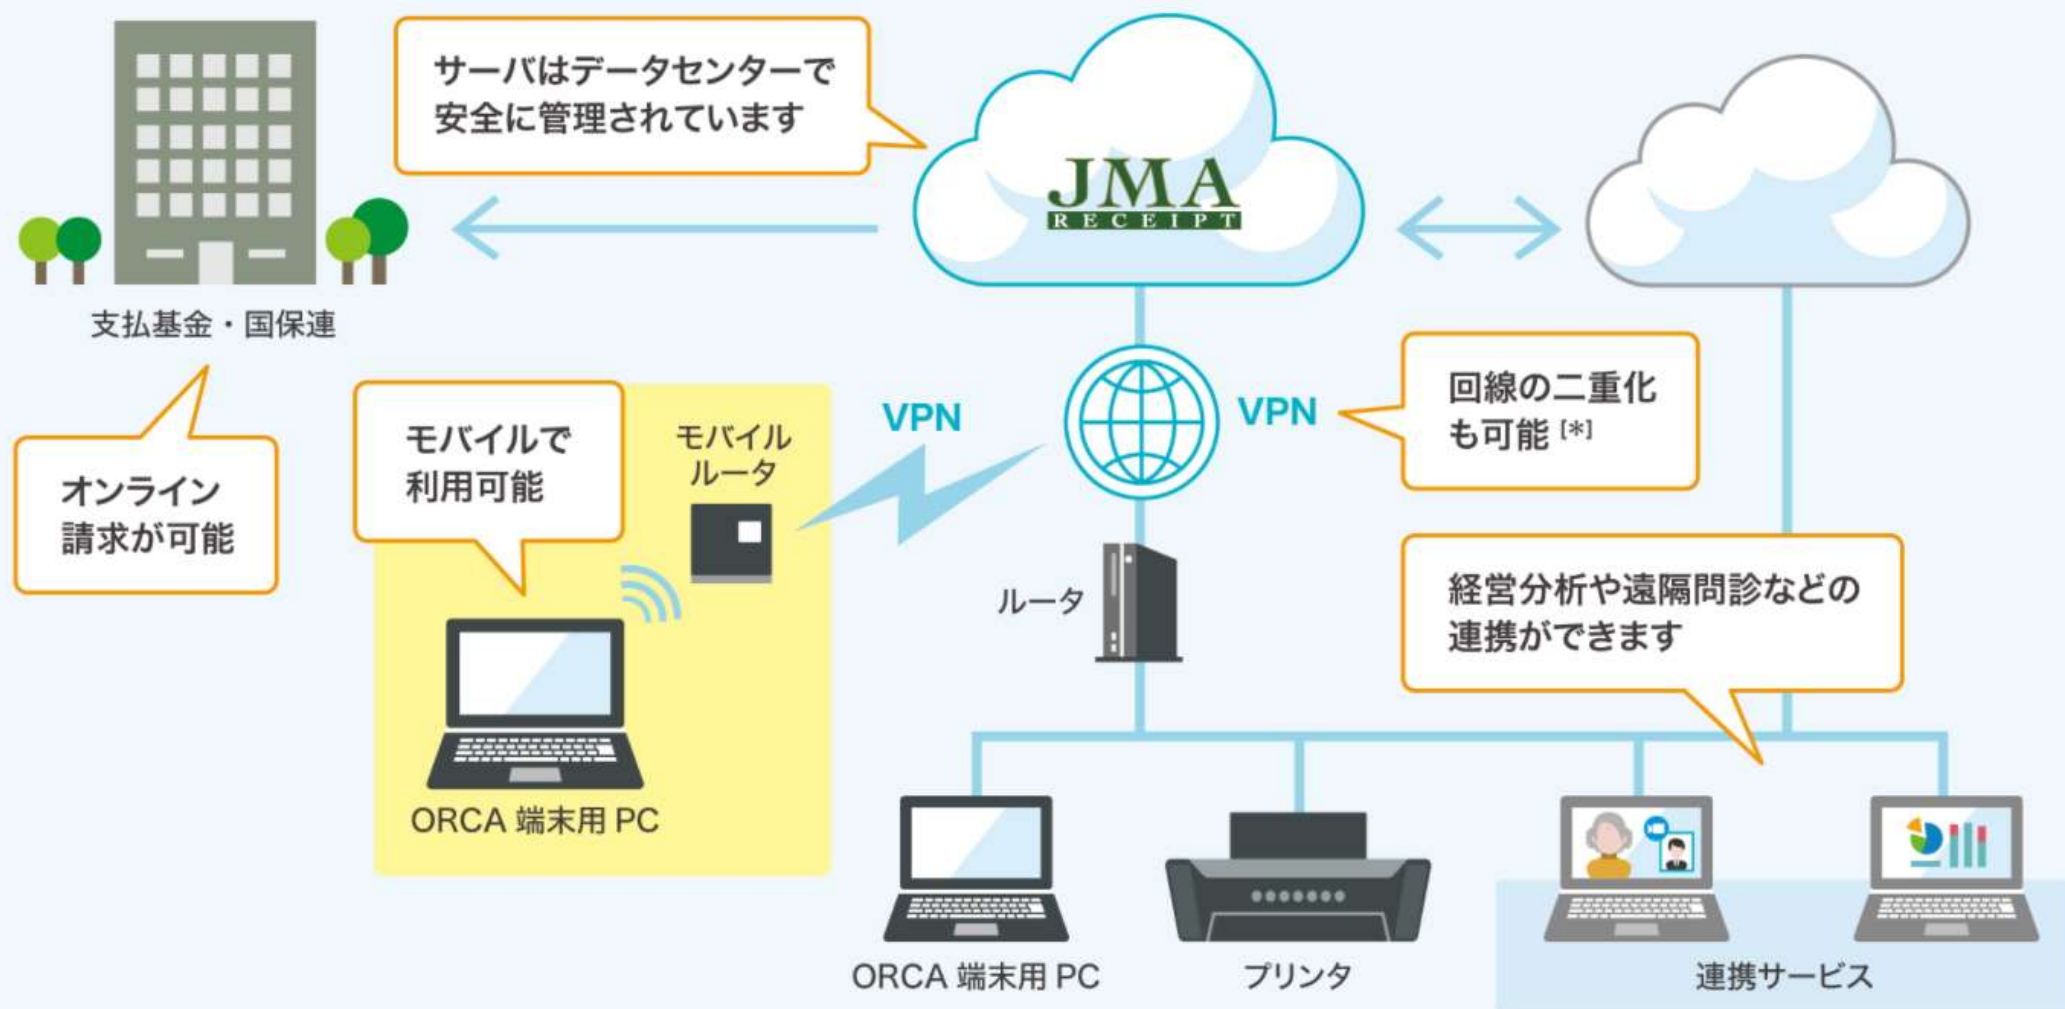 サーバはデータセンターで
安全に管理されています
JMA
RECEIPT
支払基金・国保連
オンライン
請求が可能
モバイルで
利用可能
モバイル
ルータ
VPN
VPN
回線の二重化
も可能 [*]
ルータ
経営分析や遠隔問診などの
連携ができます
ORCA 端末用 PC
ORCA 端末用 PC
プリンタ
連携サービス